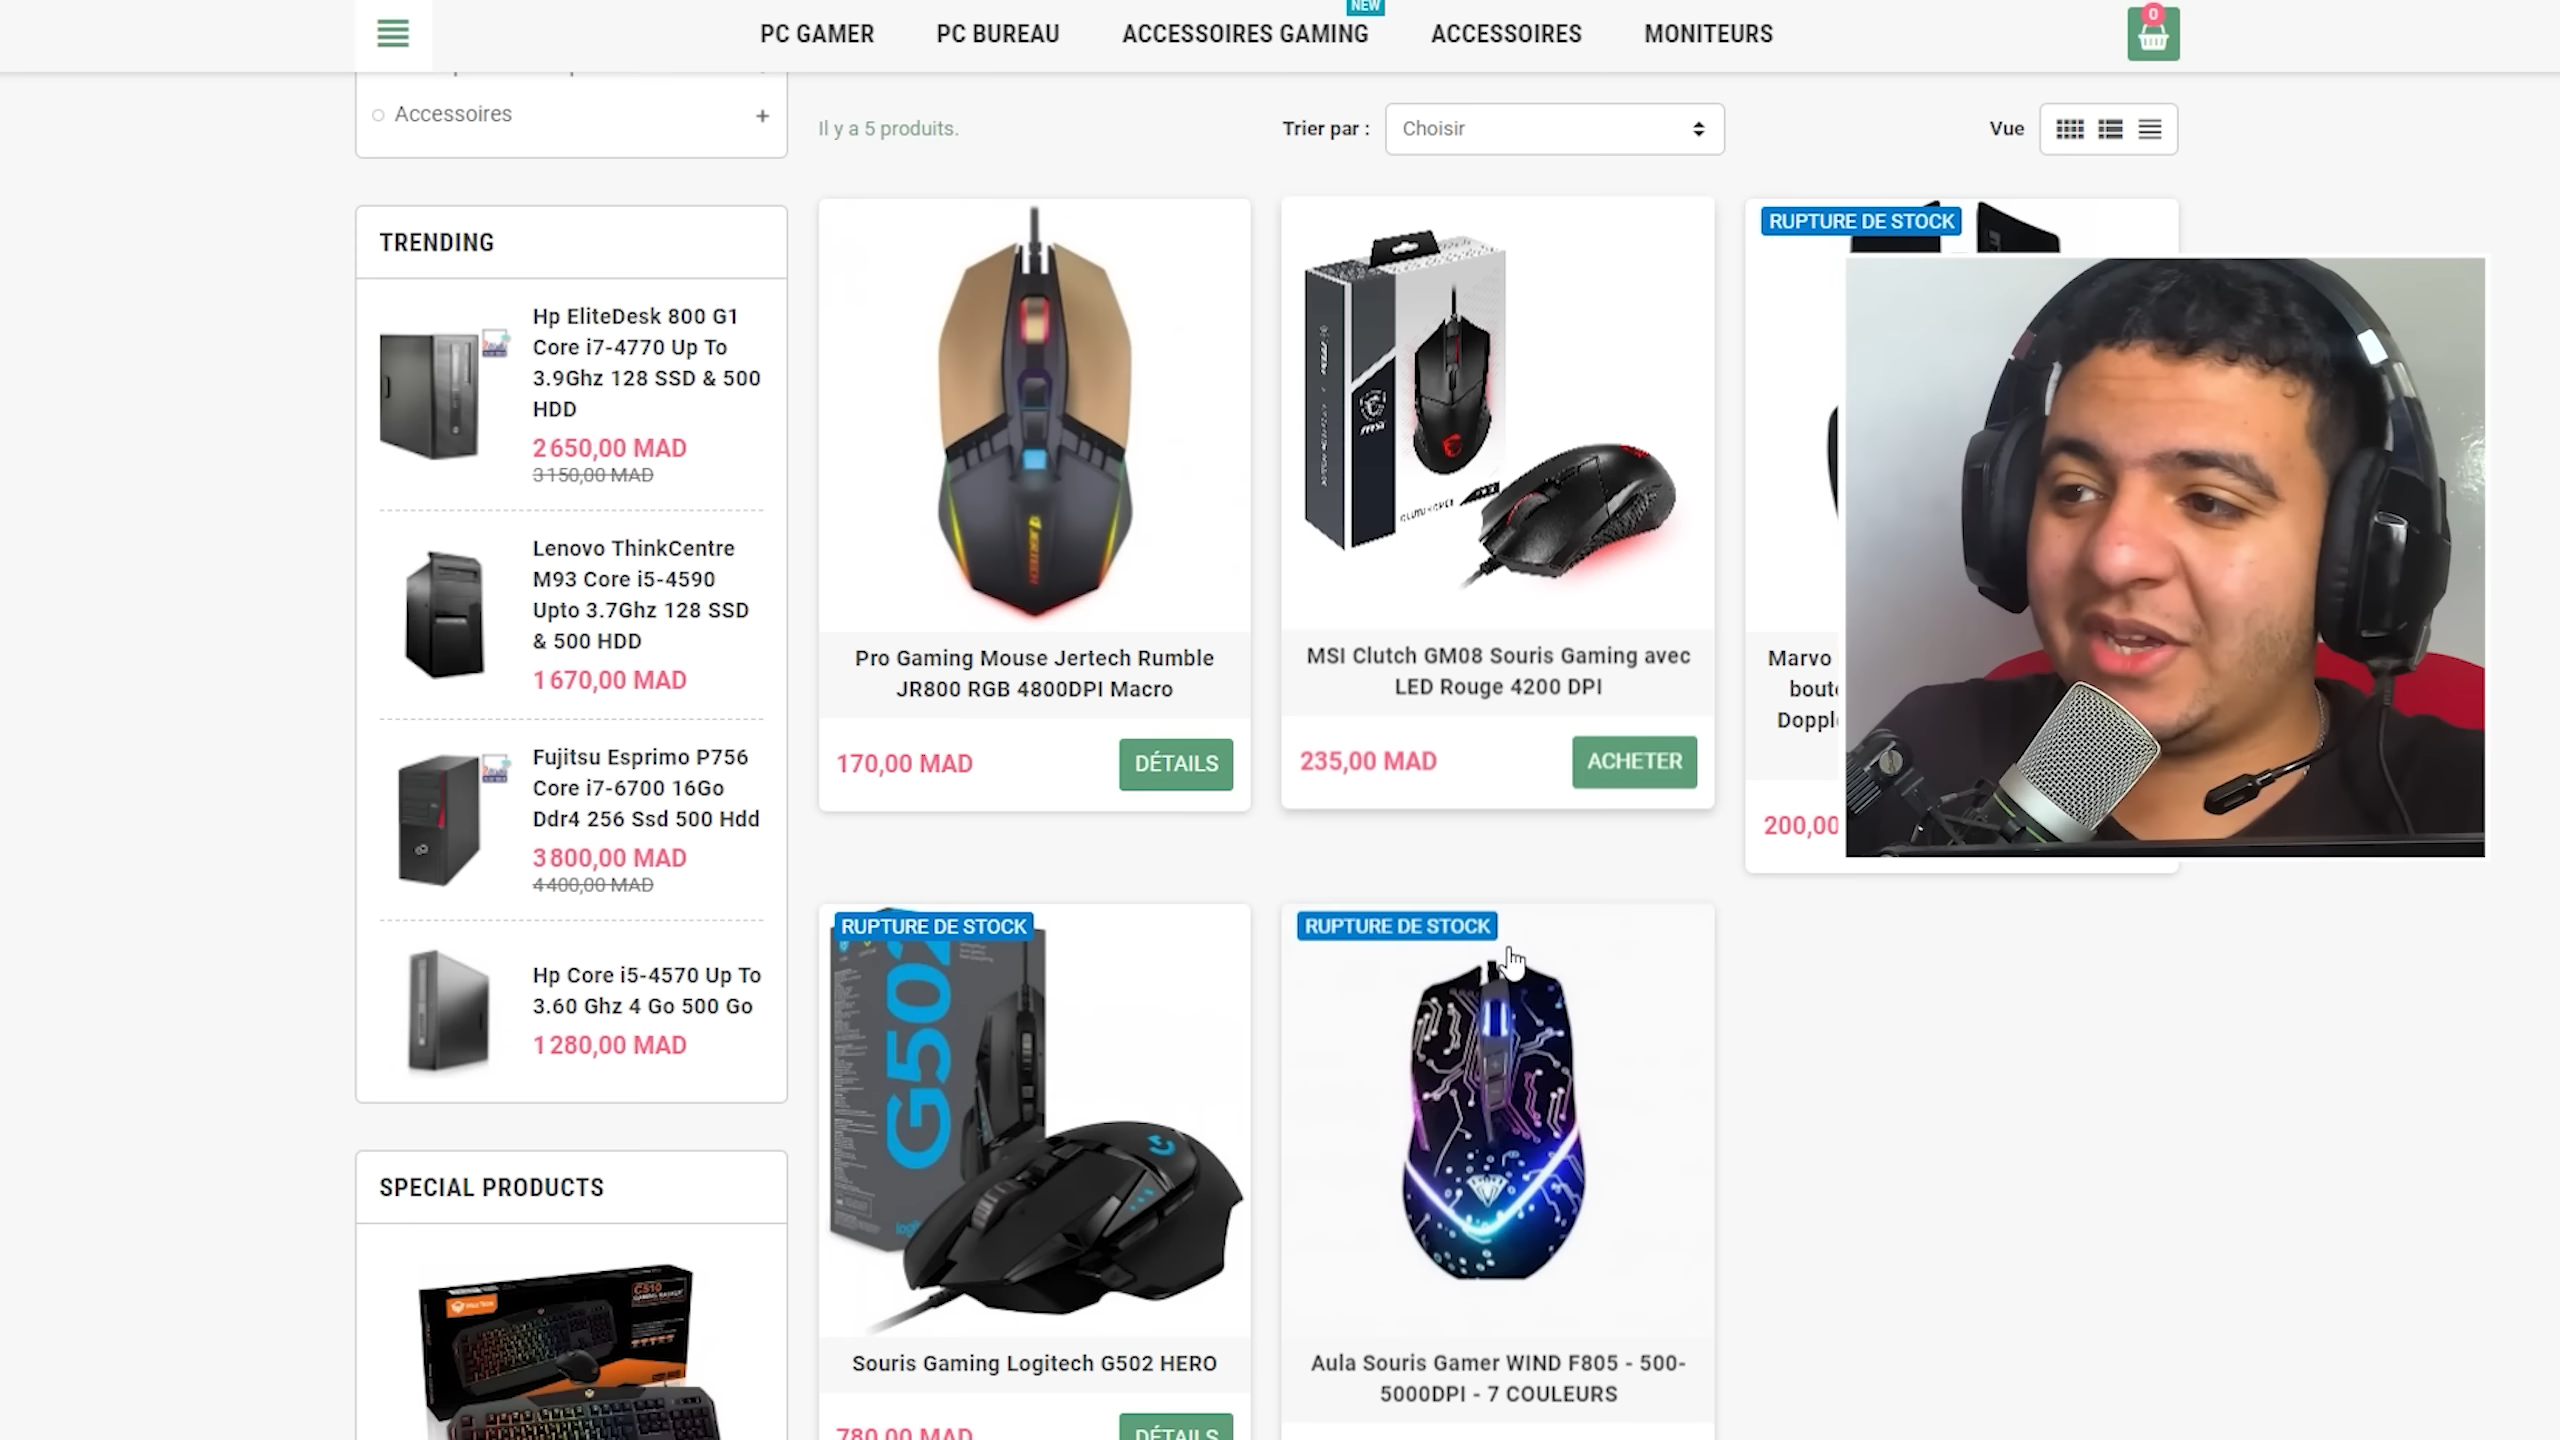 PC GAMER
PC BUREAU
ACCESSOIRES GAMING
NEW
ACCESSOIRES
MONITEURS
0
Accessoires
+
Il y a 5 produits.
Trier par :
Choisir
Vue
TRENDING
Hp EliteDesk 800 G1
Core i7-4770 Up To
3.9Ghz 128 SSD & 500
HDD
2 650,00 MAD
3 150,00 MAD
Lenovo ThinkCentre
M93 Core i5-4590
Upto 3.7Ghz 128 SSD
& 500 HDD
1 670,00 MAD
Fujitsu Esprimo P756
Core i7-6700 16Go
Ddr4 256 Ssd 500 Hdd
3 800,00 MAD
4 400,00 MAD
Hp Core i5-4570 Up To
3.60 Ghz 4 Go 500 Go
1 280,00 MAD
SPECIAL PRODUCTS
C510
JERTECH
Pro Gaming Mouse Jertech Rumble
JR800 RGB 4800DPI Macro
170,00 MAD
DÉTAILS
MSI Clutch GM08 Souris Gaming avec
LED Rouge 4200 DPI
235,00 MAD
ACHETER
RUPTURE DE STOCK
Marvo
200,00
RUPTURE DE STOCK
G502
Souris Gaming Logitech G502 HERO
780,00 MAD
DÉTAILS
RUPTURE DE STOCK
Aula Souris Gamer WIND F805 - 500-
5000DPI - 7 COULEURS